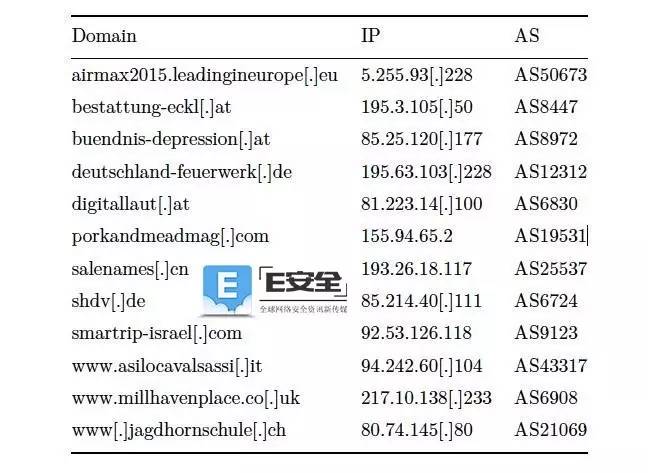 Domain IP AS
airmax2015.leadingineurope[.]eu 5.255.93[.]228 AS50673
bestattung-eckl[.]at 195.3.105[.]50 AS8447
buendnis-depression[.]at 85.25.120[.]177 AS8972
deutschland-feuerwerk[.]de 195.63.103[.]228 AS12312
digitallaut[.]at 81.223.14[.]100 AS6830
porkandmeadmag[.]com 155.94.65.2 AS19531
salenames[.]cn 193.26.18.117 AS25537
E E安全
shdv[.]de 85.214.40[.]111 AS6724
全球网络安全资讯新传媒
smartrip-israel[.]com 92.53.126.118 AS9123
www.asilocavalsassi[.]it 94.242.60[.]104 AS43317
www.millhavenplace.co[.]uk 217.10.138[.]233 AS6908
www[.]jagdhornschule[.]ch 80.74.145[.]80 AS21069